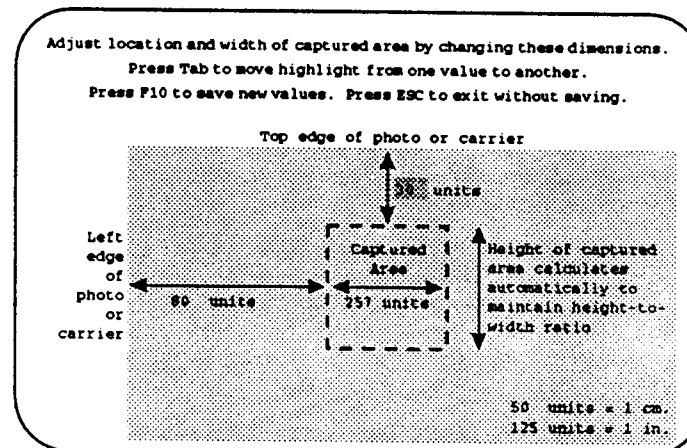 Adjust location and width of captured area by changing these dimensions.
Press Tab to move highlight from one value to another.
Press F10 to save new values. Press ESC to exit without saving.
Top edge of photo or carrier
units
Left
edge
of
photo
or
carrier
80 units
Captured
Area
257 units
Height of captured
area calculates
automatically to
maintain height-to-
width ratio
50 units = 1 cm.
125 units = 1 in.